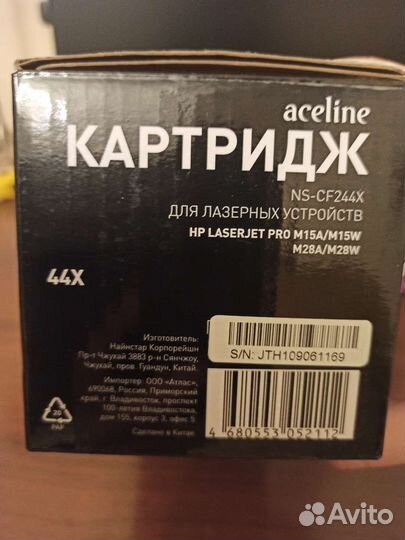 aceline
КАРТРИДЖ
NS-CF244X
ДЛЯ ЛАЗЕРНЫХ УСТРОЙСТВ
HP LASERJET PRO M15A/M15W
M28A/M28W
44X
Изготовитель:
Найнстар Корпорейшн
Пр-т Чжухай 3883 р-н Сянчжоу,
Чжухай, пров. Гуандун, Китай.
Импортер: ООО «Атлас»,
690068, Россия, Приморский
край, г. Владивосток, проспект
100-летия Владивостока,
дом 155, корпус 3, офис 5
Сделано в Китае
S/N: JTH109061169
4 680553 052112
20
PAP
Avito